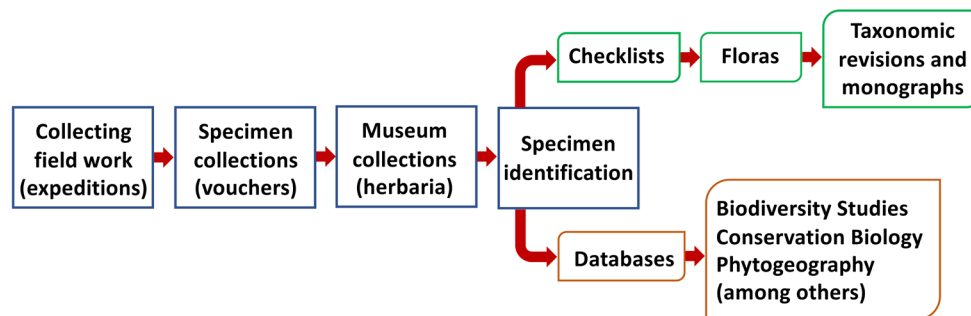 Collecting
field work
(expeditions)
Specimen
collections
(vouchers)
Museum
collections
(herbaria)
Specimen
identification
Checklists
Floras
Taxonomic
revisions and
monographs
Databases
Biodiversity Studies
Conservation Biology
Phytogeography
(among others)